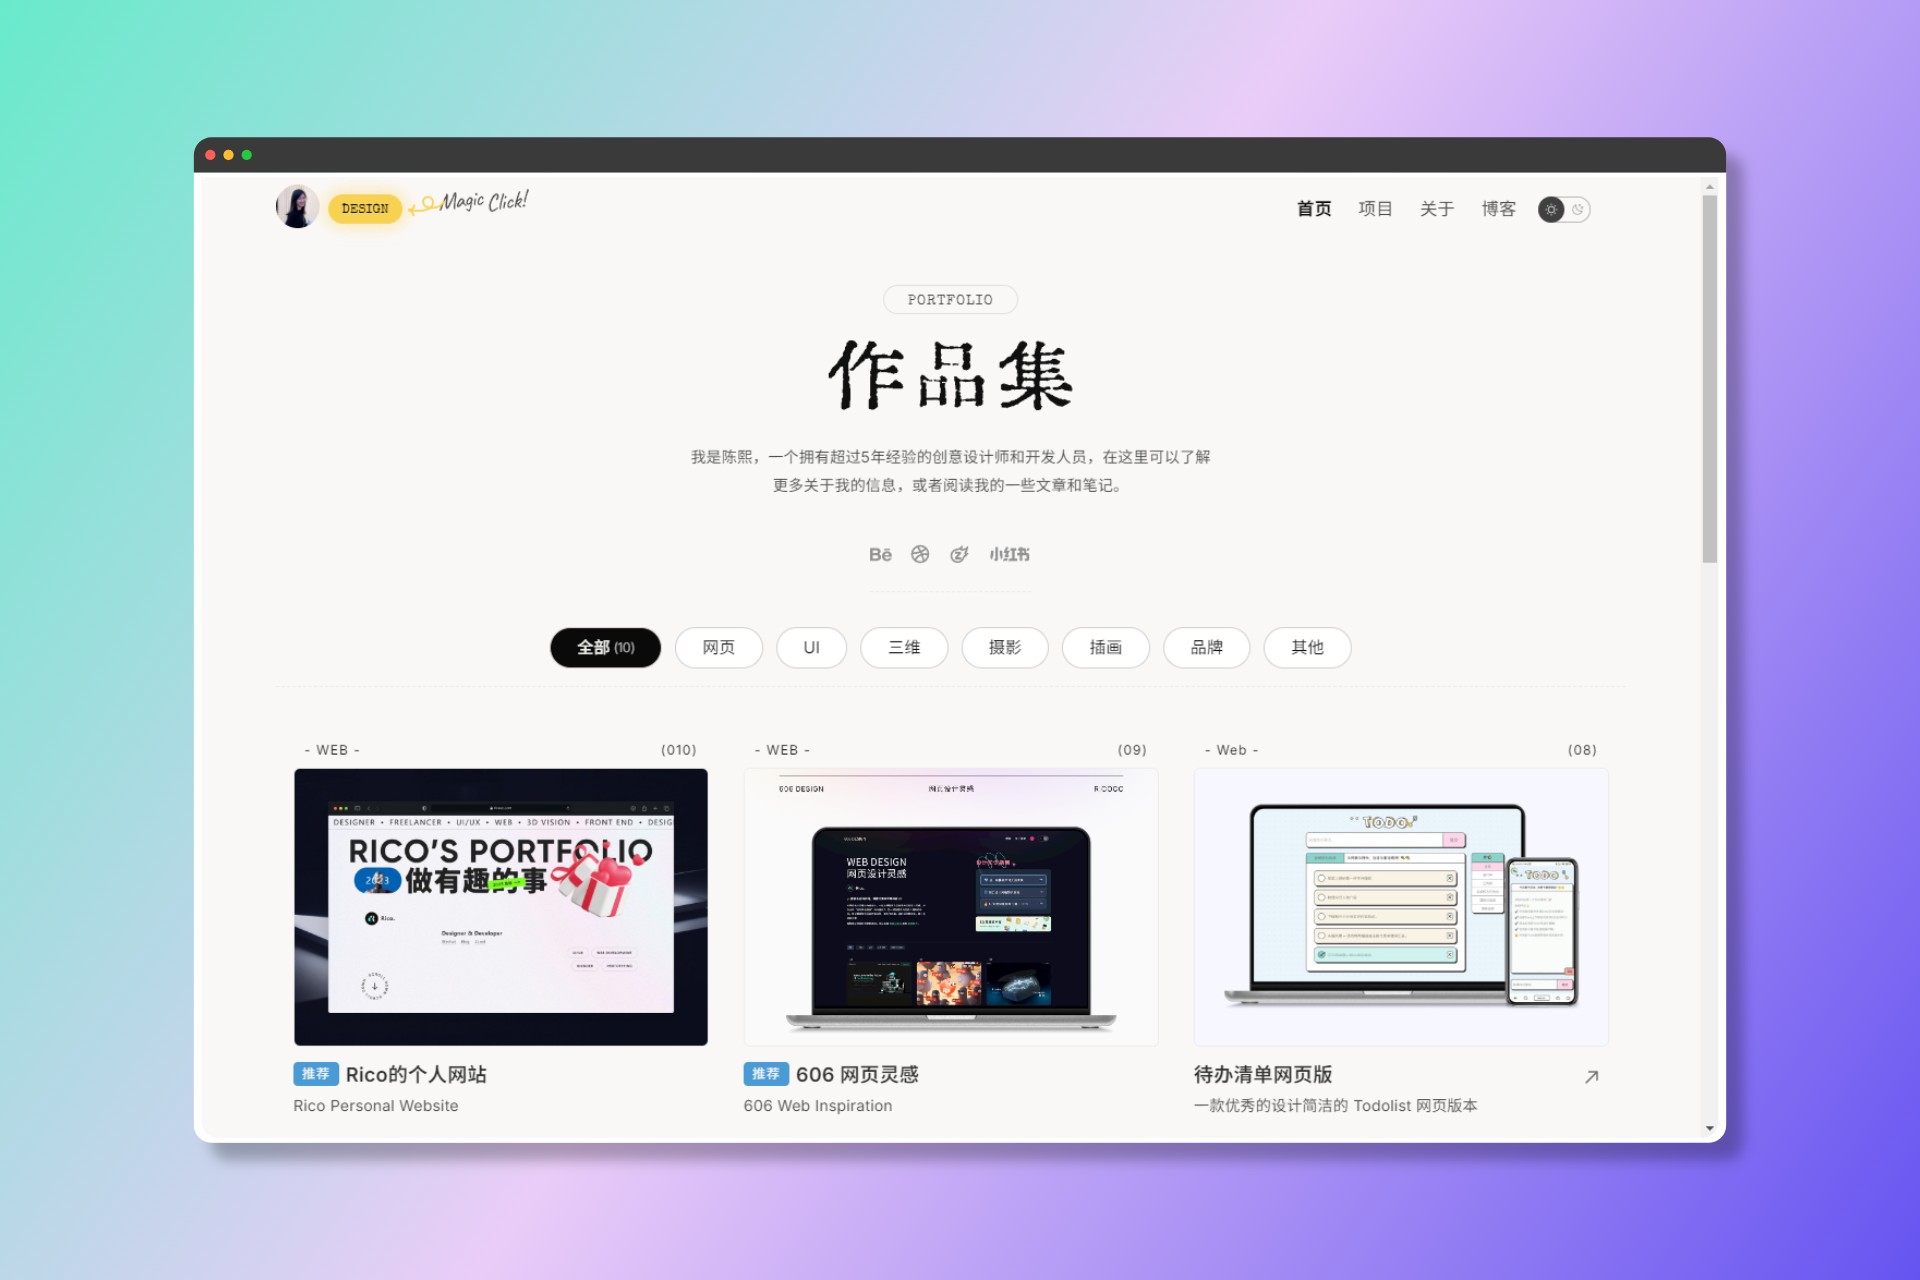 DESIGN
Magic Click!
首页 项目 关于 博客
PORTFOLIO
作品集
我是陈熙，一个拥有超过5年经验的创意设计师和开发人员，在这里可以了解
更多关于我的信息，或者阅读我的一些文章和笔记。
Bē 小红书
全部 (10) 网页 UI 三维 摄影 插画 品牌 其他
- WEB - (010)
DESIGNER • FREELANCER • UI/UX • WEB • 3D VISION • FRONT END • DESIG
RICO'S PORTFOLIO
2023 做有趣的事
Rico.
Designer & Developer
推荐 Rico的个人网站
Rico Personal Website
- WEB - (09)
606 DESIGN 网页设计灵感 R.COCO
WEB DESIGN
网页设计灵感
推荐 606 网页灵感
606 Web Inspiration
- Web - (08)
TODO
TODO
待办清单网页版
一款优秀的设计简洁的 Todolist 网页版本